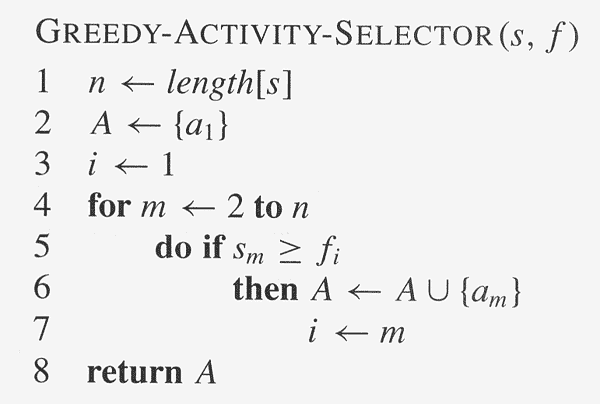 GREEDY-ACTIVITY-SELECTOR(s, f)
1 n ← length[s]
2 A ← {a₁}
3 i ← 1
4 for m ← 2 to n
5 do if sₘ ≥ fᵢ
6 then A ← A ∪ {aₘ}
7 i ← m
8 return A